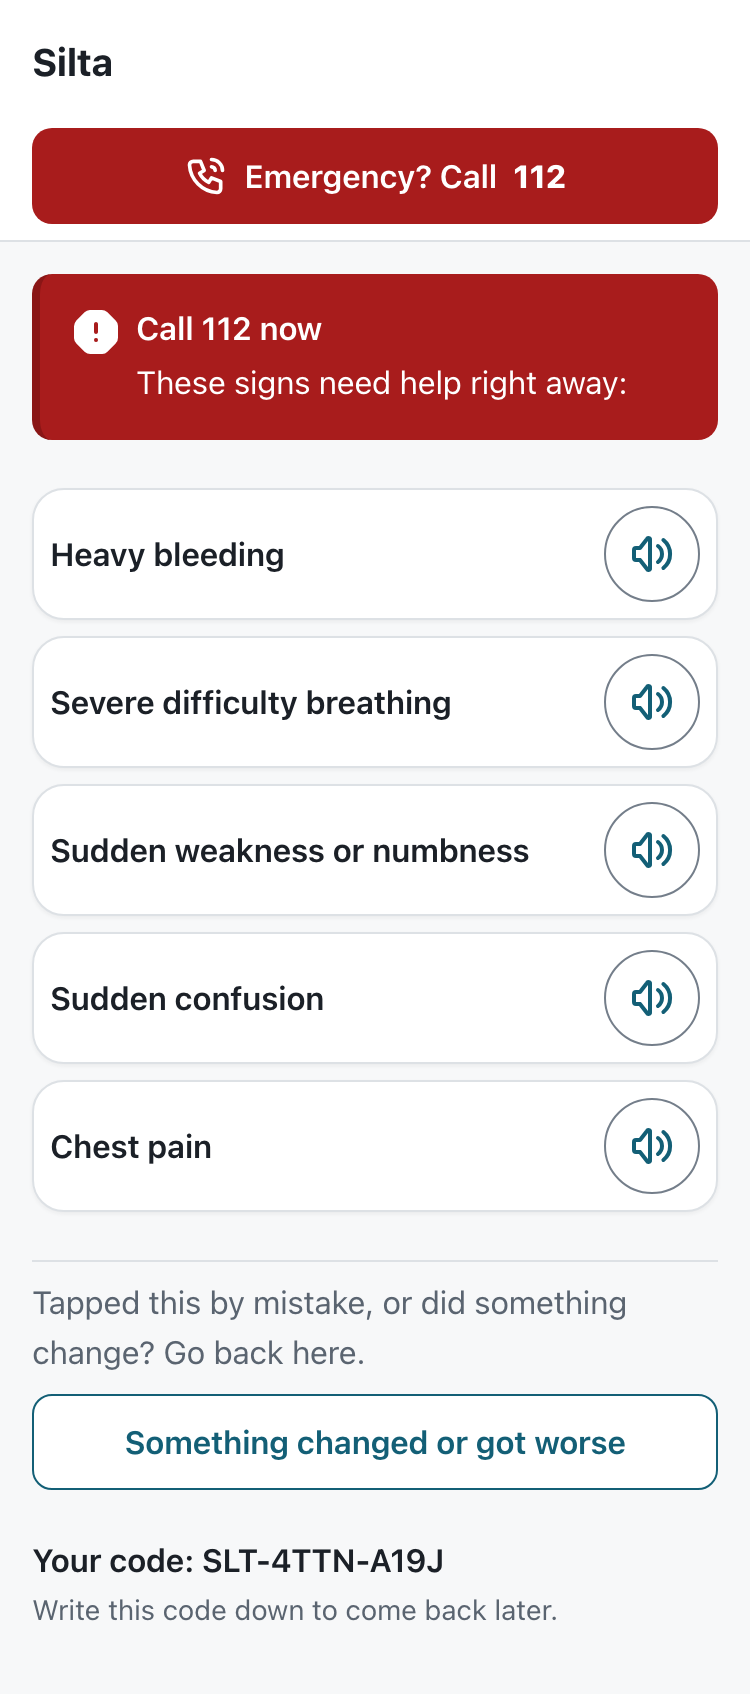 Silta
Emergency? Call 112
Call 112 now
These signs need help right away:
Heavy bleeding
Severe difficulty breathing
Sudden weakness or numbness
Sudden confusion
Chest pain
Tapped this by mistake, or did something
change? Go back here.
Something changed or got worse
Your code: SLT-4TTN-A19J
Write this code down to come back later.